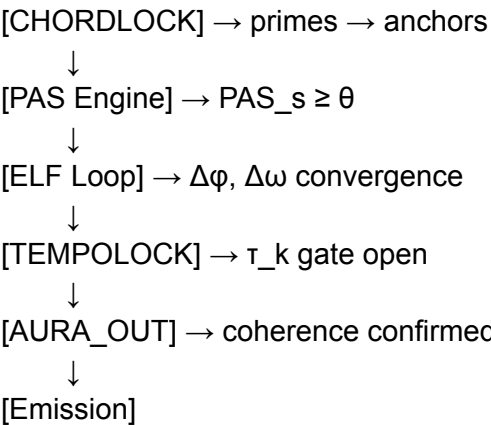 [CHORDLOCK] → primes → anchors
↓
[PAS Engine] → PAS_s ≥ θ
↓
[ELF Loop] → Δφ, Δω convergence
↓
[TEMPOLOCK] → τ_k gate open
↓
[AURA_OUT] → coherence confirmed
↓
[Emission]